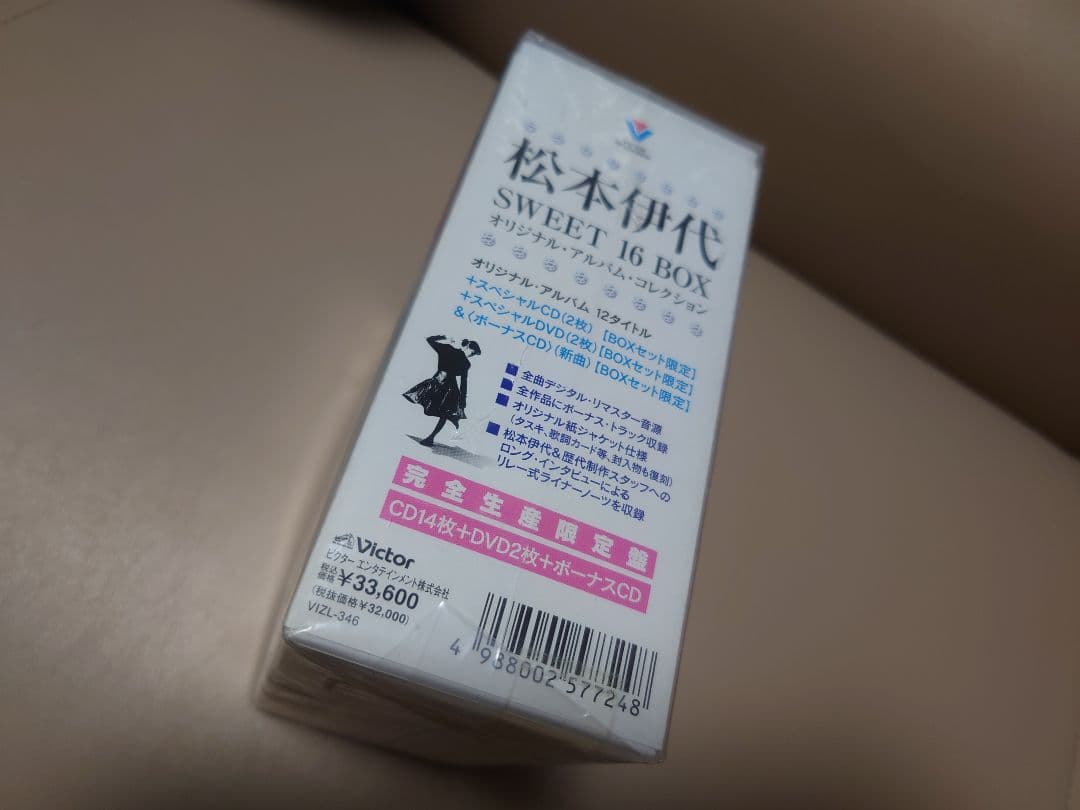 松本伊代
SWEET 16 BOX
オリジナル・アルバム・コレクション
オリジナル・アルバム 12タイトル
+スペシャルCD(2枚) [BOXセット限定]
+スペシャルDVD(2枚) [BOXセット限定]
&〈ボーナスCD〉(新曲) [BOXセット限定]
■ 全曲デジタル・リマスター音源
■ 全作品にボーナス・トラック収録
■ オリジナル紙ジャケット仕様
(タスキ、歌詞カード等、封入物も復刻)
■ 松本伊代&歴代制作スタッフへの
ロング・インタビューによる
リレー式ライナーノーツを収録
完全生産限定盤
CD14枚+DVD2枚+ボーナスCD
Victor
ビクター エンタテインメント株式会社
税込価格 ¥33,600
(税抜価格¥32,000)
VIZL-346
4 988002 577248